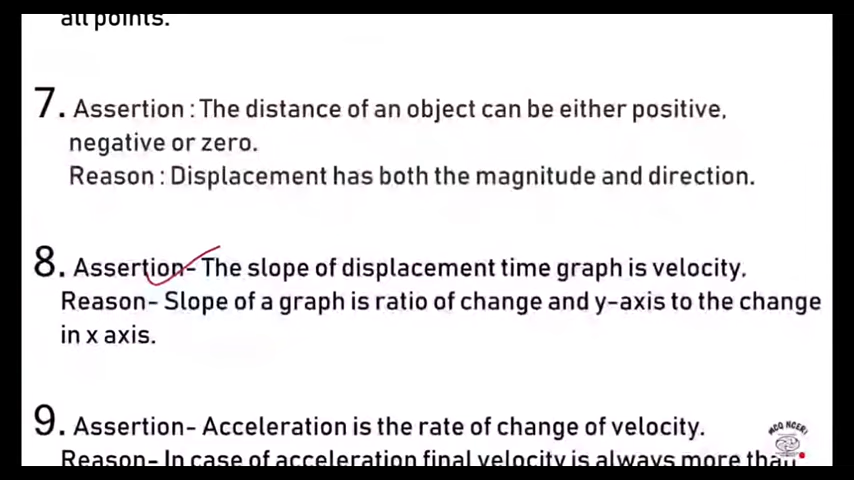 all points.
7. Assertion : The distance of an object can be either positive,
negative or zero.
Reason : Displacement has both the magnitude and direction.
8. Assertion- The slope of displacement time graph is velocity.
Reason- Slope of a graph is ratio of change and y-axis to the change
in x axis.
9. Assertion- Acceleration is the rate of change of velocity.
Reason- In case of acceleration final velocity is always more than
MCQ NCERT